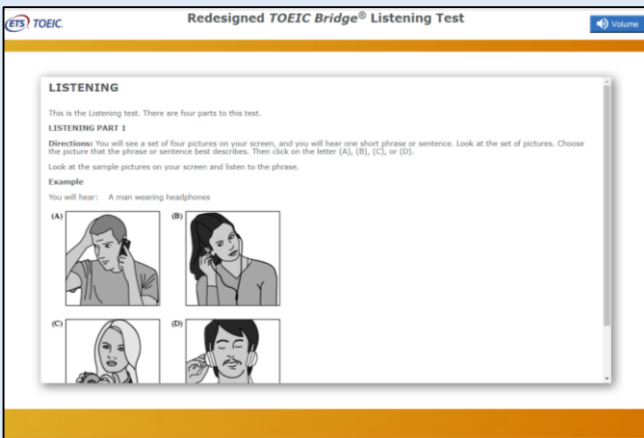 ETS TOEIC.
Redesigned TOEIC Bridge® Listening Test
Volume
LISTENING
This is the Listening test. There are four parts to this test.
LISTENING PART 1
Directions: You will see a set of four pictures on your screen, and you will hear one short phrase or sentence. Look at the set of pictures. Choose
the picture that the phrase or sentence best describes. Then click on the letter (A), (B), (C), or (D).
Look at the sample pictures on your screen and listen to the phrase.
Example
You will hear: A man wearing headphones
(A) (B)
(C) (D)